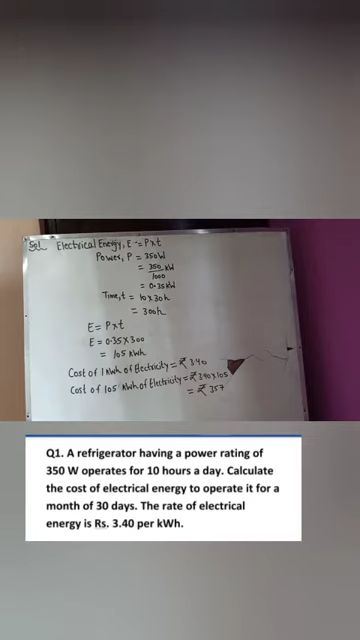 Sol. Electrical Energy, E = Pxt
Power, P = 350W
= 350/1000 KW
= 0.35KW
Time, t = 10 x 30h
= 300h
E = Pxt
E = 0.35 x 300
= 105 KWh
Cost of 1 KWh of Electricity = ₹ 3.40
Cost of 105 KWh of Electricity = ₹ 3.40 x 105
= ₹ 357
Q1. A refrigerator having a power rating of
350 W operates for 10 hours a day. Calculate
the cost of electrical energy to operate it for a
month of 30 days. The rate of electrical
energy is Rs. 3.40 per kWh.